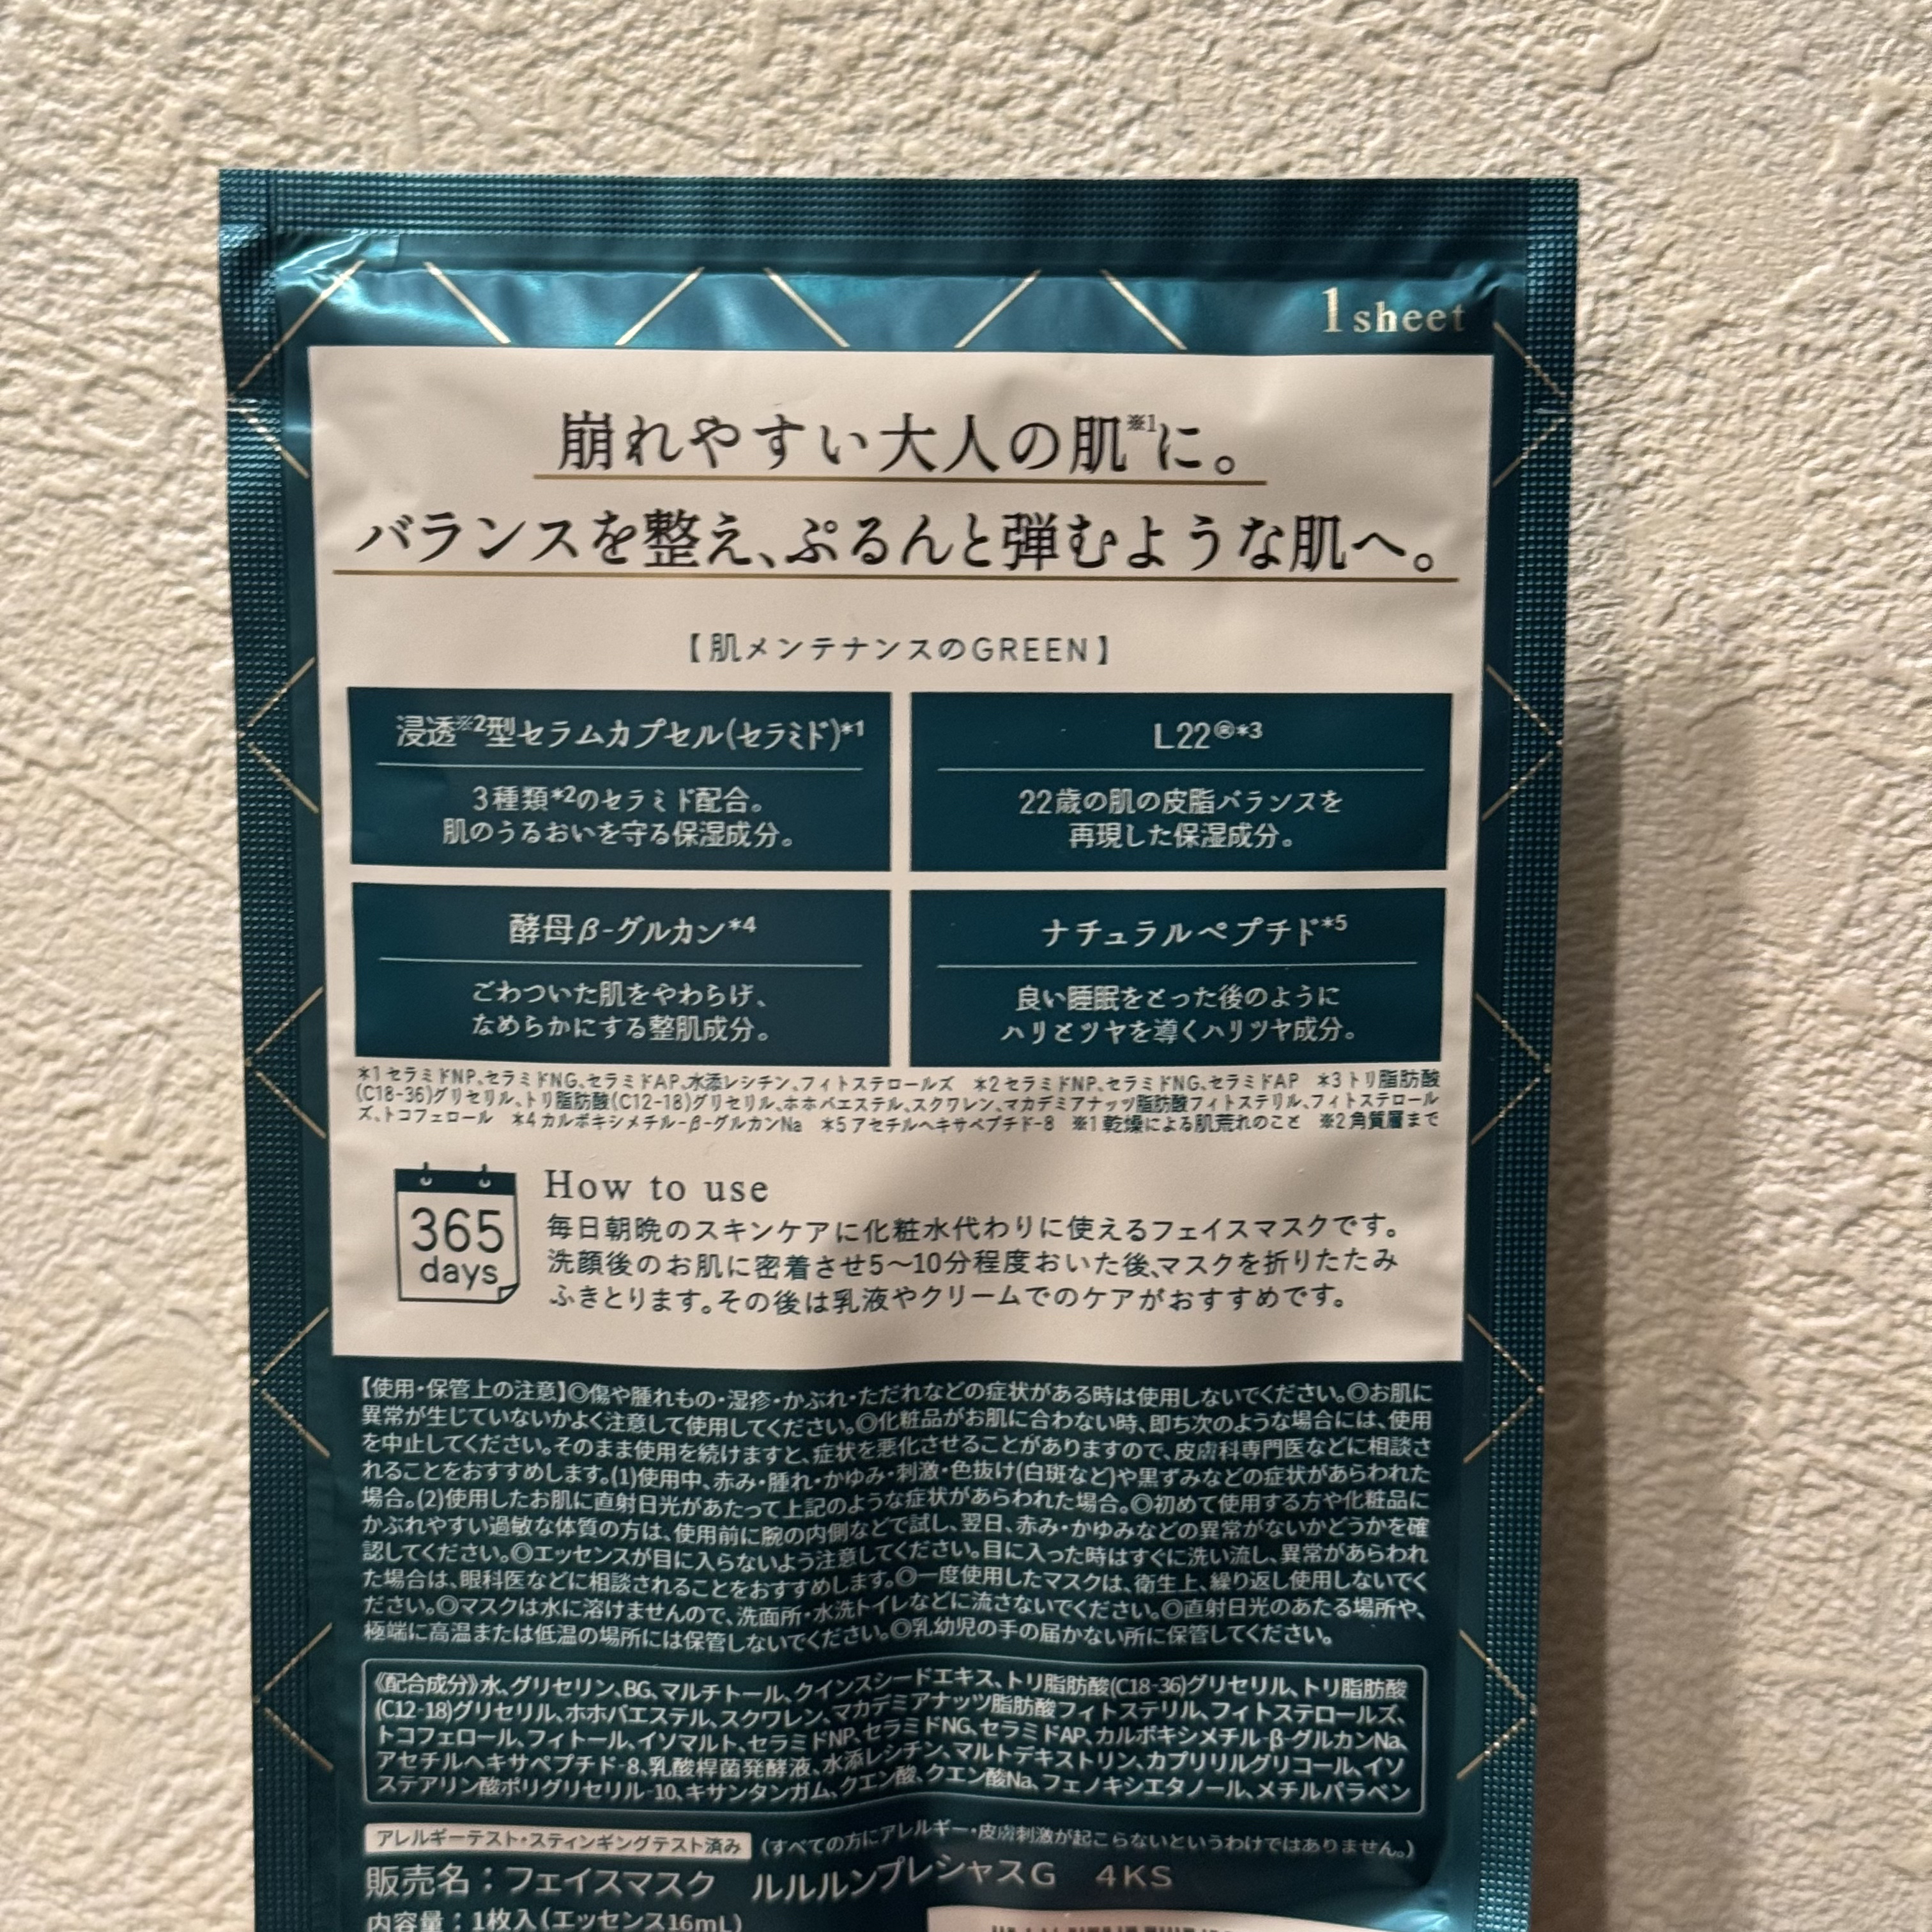 1 sheet
崩れやすい大人の肌※1に。
バランスを整え、ぷるんと弾むような肌へ。
【肌メンテナンスのGREEN】
浸透※2型セラムカプセル(セラミド)*1
3種類*2のセラミド配合。
肌のうるおいを守る保湿成分。
L22®*3
22歳の肌の皮脂バランスを
再現した保湿成分。
酵母β-グルカン*4
ごわついた肌をやわらげ、
なめらかにする整肌成分。
ナチュラルペプチド*5
良い睡眠をとった後のように
ハリとツヤを導くハリツヤ成分。
*1 セラミドNP、セラミドNG、セラミドAP、水添レシチン、フィトステロールズ *2 セラミドNP、セラミドNG、セラミドAP *3 トリ脂肪酸
(C18-36)グリセリル、トリ脂肪酸(C12-18)グリセリル、ホホバエステル、スクワレン、マカデミアナッツ脂肪酸フィトステリル、フィトステロール
ズ、トコフェロール *4 カルボキシメチル-β-グルカンNa *5 アセチルヘキサペプチド-8 ※1 乾燥による肌荒れのこと ※2 角質層まで
365
days
How to use
毎日朝晩のスキンケアに化粧水代わりに使えるフェイスマスクです。
洗顔後のお肌に密着させ5〜10分程度おいた後、マスクを折りたたみ
ふきとります。その後は乳液やクリームでのケアがおすすめです。
【使用・保管上の注意】◎傷や腫れもの・湿疹・かぶれ・ただれなどの症状がある時は使用しないでください。◎お肌に
異常が生じていないかよく注意して使用してください。◎化粧品がお肌に合わない時、即ち次のような場合には、使用
を中止してください。そのまま使用を続けますと、症状を悪化させることがありますので、皮膚科専門医などに相談さ
れることをおすすめします。(1)使用中、赤み・腫れ・かゆみ・刺激・色抜け(白斑など)や黒ずみなどの症状があらわれた
場合。(2)使用したお肌に直射日光があたって上記のような症状があらわれた場合。◎初めて使用する方や化粧品に
かぶれやすい過敏な体質の方は、使用前に腕の内側などで試し、翌日、赤み・かゆみなどの異常がないかどうかを確
認してください。◎エッセンスが目に入らないよう注意してください。目に入った時はすぐに洗い流し、異常があらわれ
た場合は、眼科医などに相談されることをおすすめします。◎一度使用したマスクは、衛生上、繰り返し使用しないでく
ださい。◎マスクは水に溶けませんので、洗面所・水洗トイレなどに流さないでください。◎直射日光のあたる場所や、
極端に高温または低温の場所には保管しないでください。◎乳幼児の手の届かない所に保管してください。
《配合成分》水、グリセリン、BG、マルチトール、クインスシードエキス、トリ脂肪酸(C18-36)グリセリル、トリ脂肪酸
(C12-18)グリセリル、ホホバエステル、スクワレン、マカデミアナッツ脂肪酸フィトステリル、フィトステロールズ、
トコフェロール、フィトール、イソマルト、セラミドNP、セラミドNG、セラミドAP、カルボキシメチル-β-グルカンNa、
アセチルヘキサペプチド-8、乳酸桿菌発酵液、水添レシチン、マルトデキストリン、カプリリルグリコール、イソ
ステアリン酸ポリグリセリル-10、キサンタンガム、クエン酸、クエン酸Na、フェノキシエタノール、メチルパラベン
アレルギーテスト・スティンギングテスト済み (すべての方にアレルギー・皮膚刺激が起こらないというわけではありません。)
販売名：フェイスマスク ルルルンプレシャスG 4KS
内容量：1枚入(エッセンス16mL)